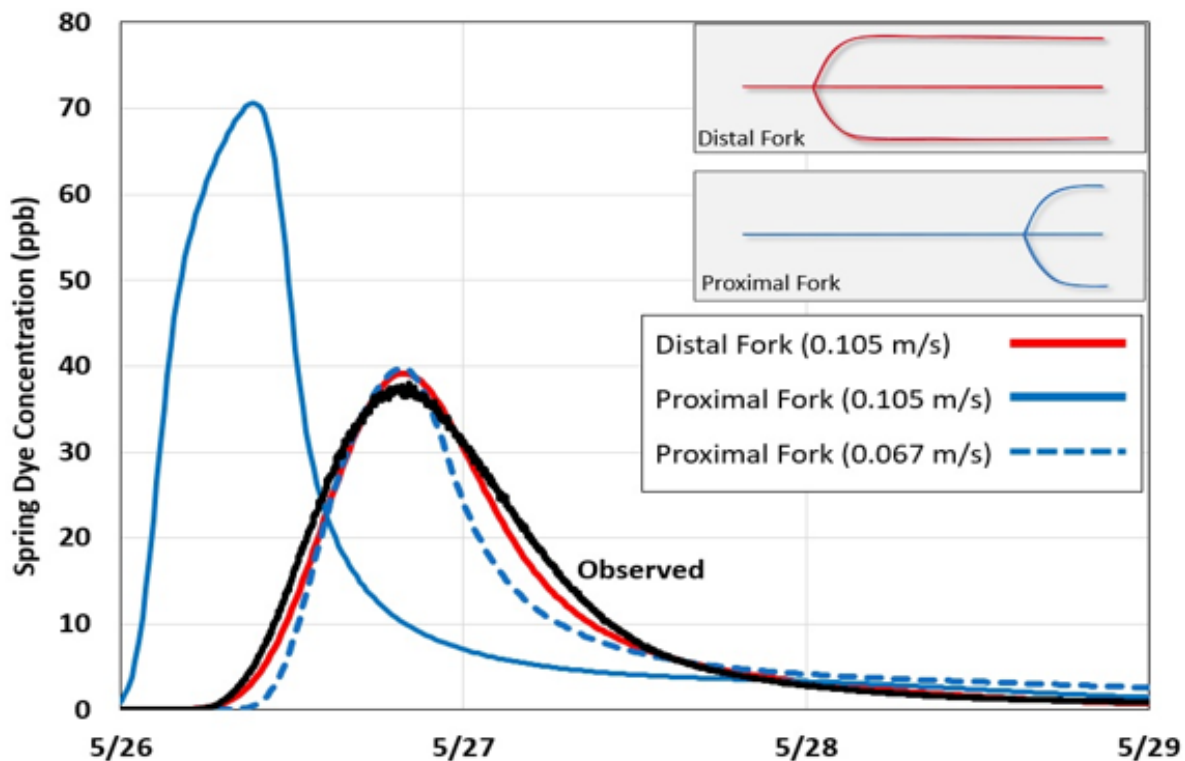 Spring Dye Concentration (ppb)
80
70
60
50
40
30
20
10
0
5/26
5/27
5/28
5/29
Distal Fork
Proximal Fork
Distal Fork (0.105 m/s)
Proximal Fork (0.105 m/s)
Proximal Fork (0.067 m/s)
Observed